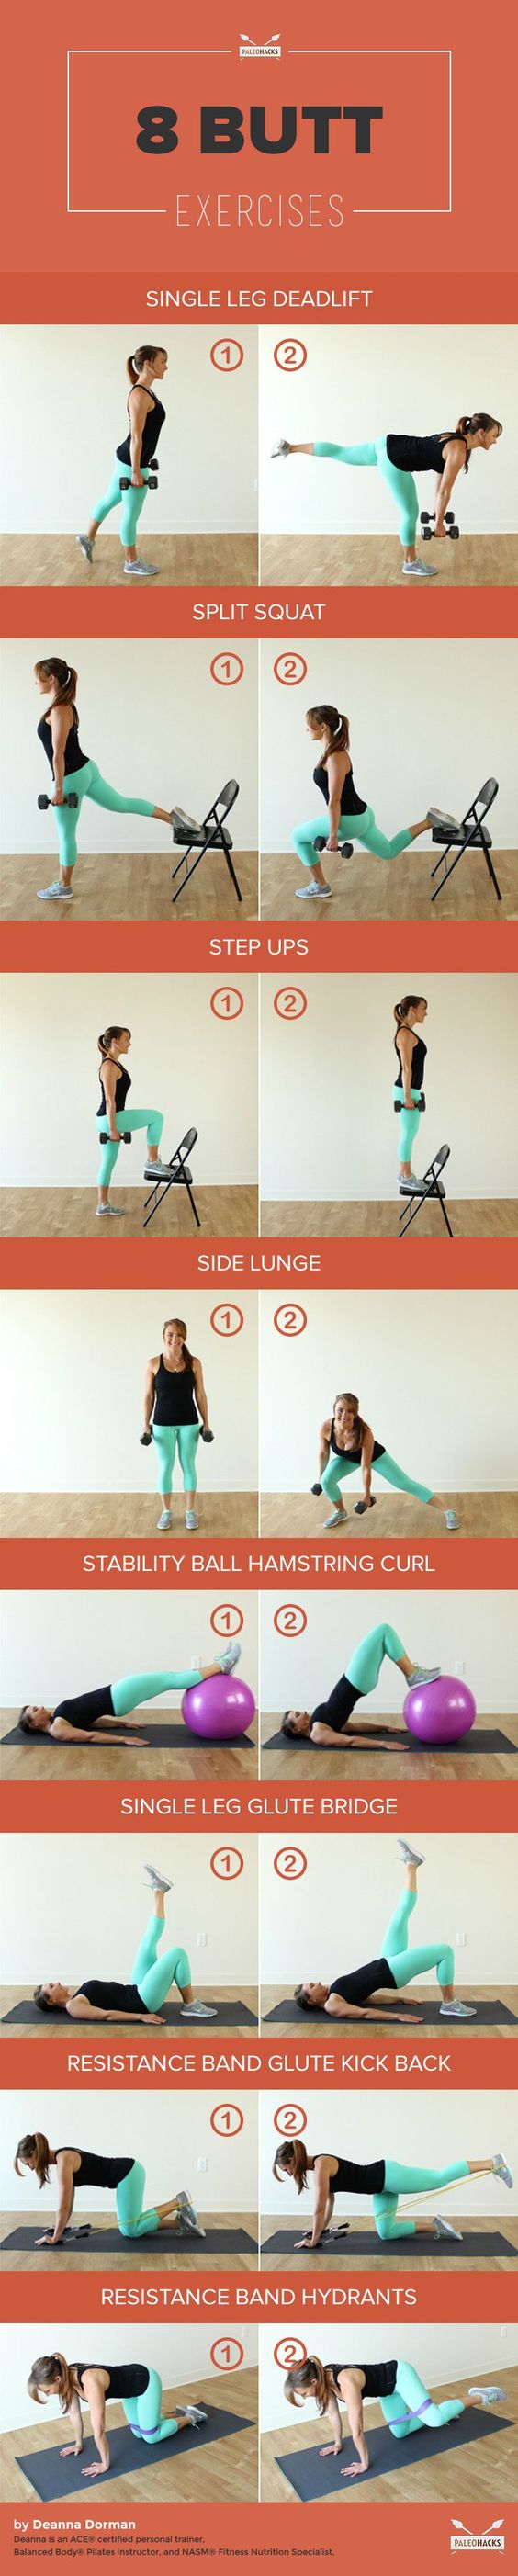 PALEOHACKS
8 BUTT
EXERCISES
SINGLE LEG DEADLIFT
1
2
SPLIT SQUAT
1
2
STEP UPS
1
2
SIDE LUNGE
1
2
STABILITY BALL HAMSTRING CURL
1
2
SINGLE LEG GLUTE BRIDGE
1
2
RESISTANCE BAND GLUTE KICK BACK
1
2
RESISTANCE BAND HYDRANTS
1
2
by Deanna Dorman
Deanna is an ACE® certified personal trainer,
Balanced Body® Pilates instructor, and NASM® Fitness Nutrition Specialist.
PALEOHACKS